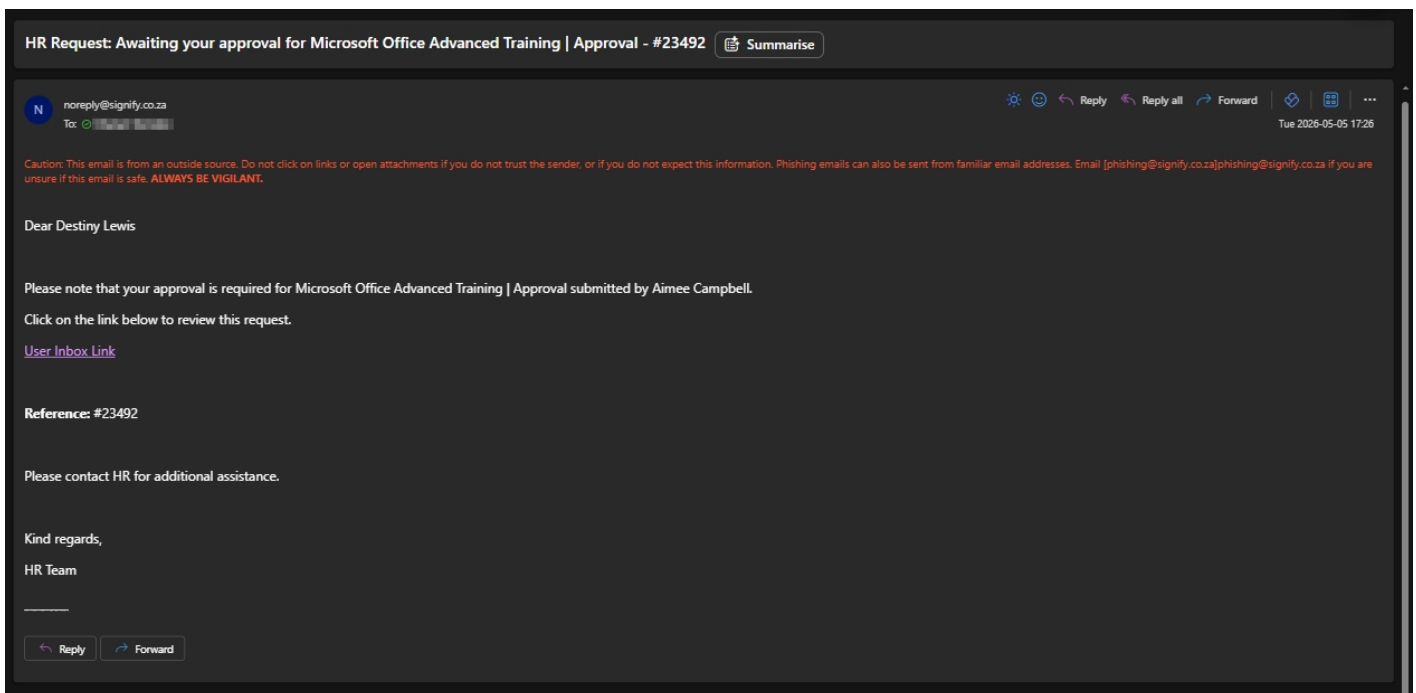 HR Request: Awaiting your approval for Microsoft Office Advanced Training | Approval - #23492 Summarise
N
noreply@signify.co.za
To:
Reply Reply all Forward
Tue 2026-05-05 17:26
Caution: This email is from an outside source. Do not click on links or open attachments if you do not trust the sender, or if you do not expect this information. Phishing emails can also be sent from familiar email addresses. Email [phishing@signify.co.za]phishing@signify.co.za if you are
unsure if this email is safe. ALWAYS BE VIGILANT.
Dear Destiny Lewis
Please note that your approval is required for Microsoft Office Advanced Training | Approval submitted by Aimee Campbell.
Click on the link below to review this request.
User Inbox Link
Reference: #23492
Please contact HR for additional assistance.
Kind regards,
HR Team
Reply Forward